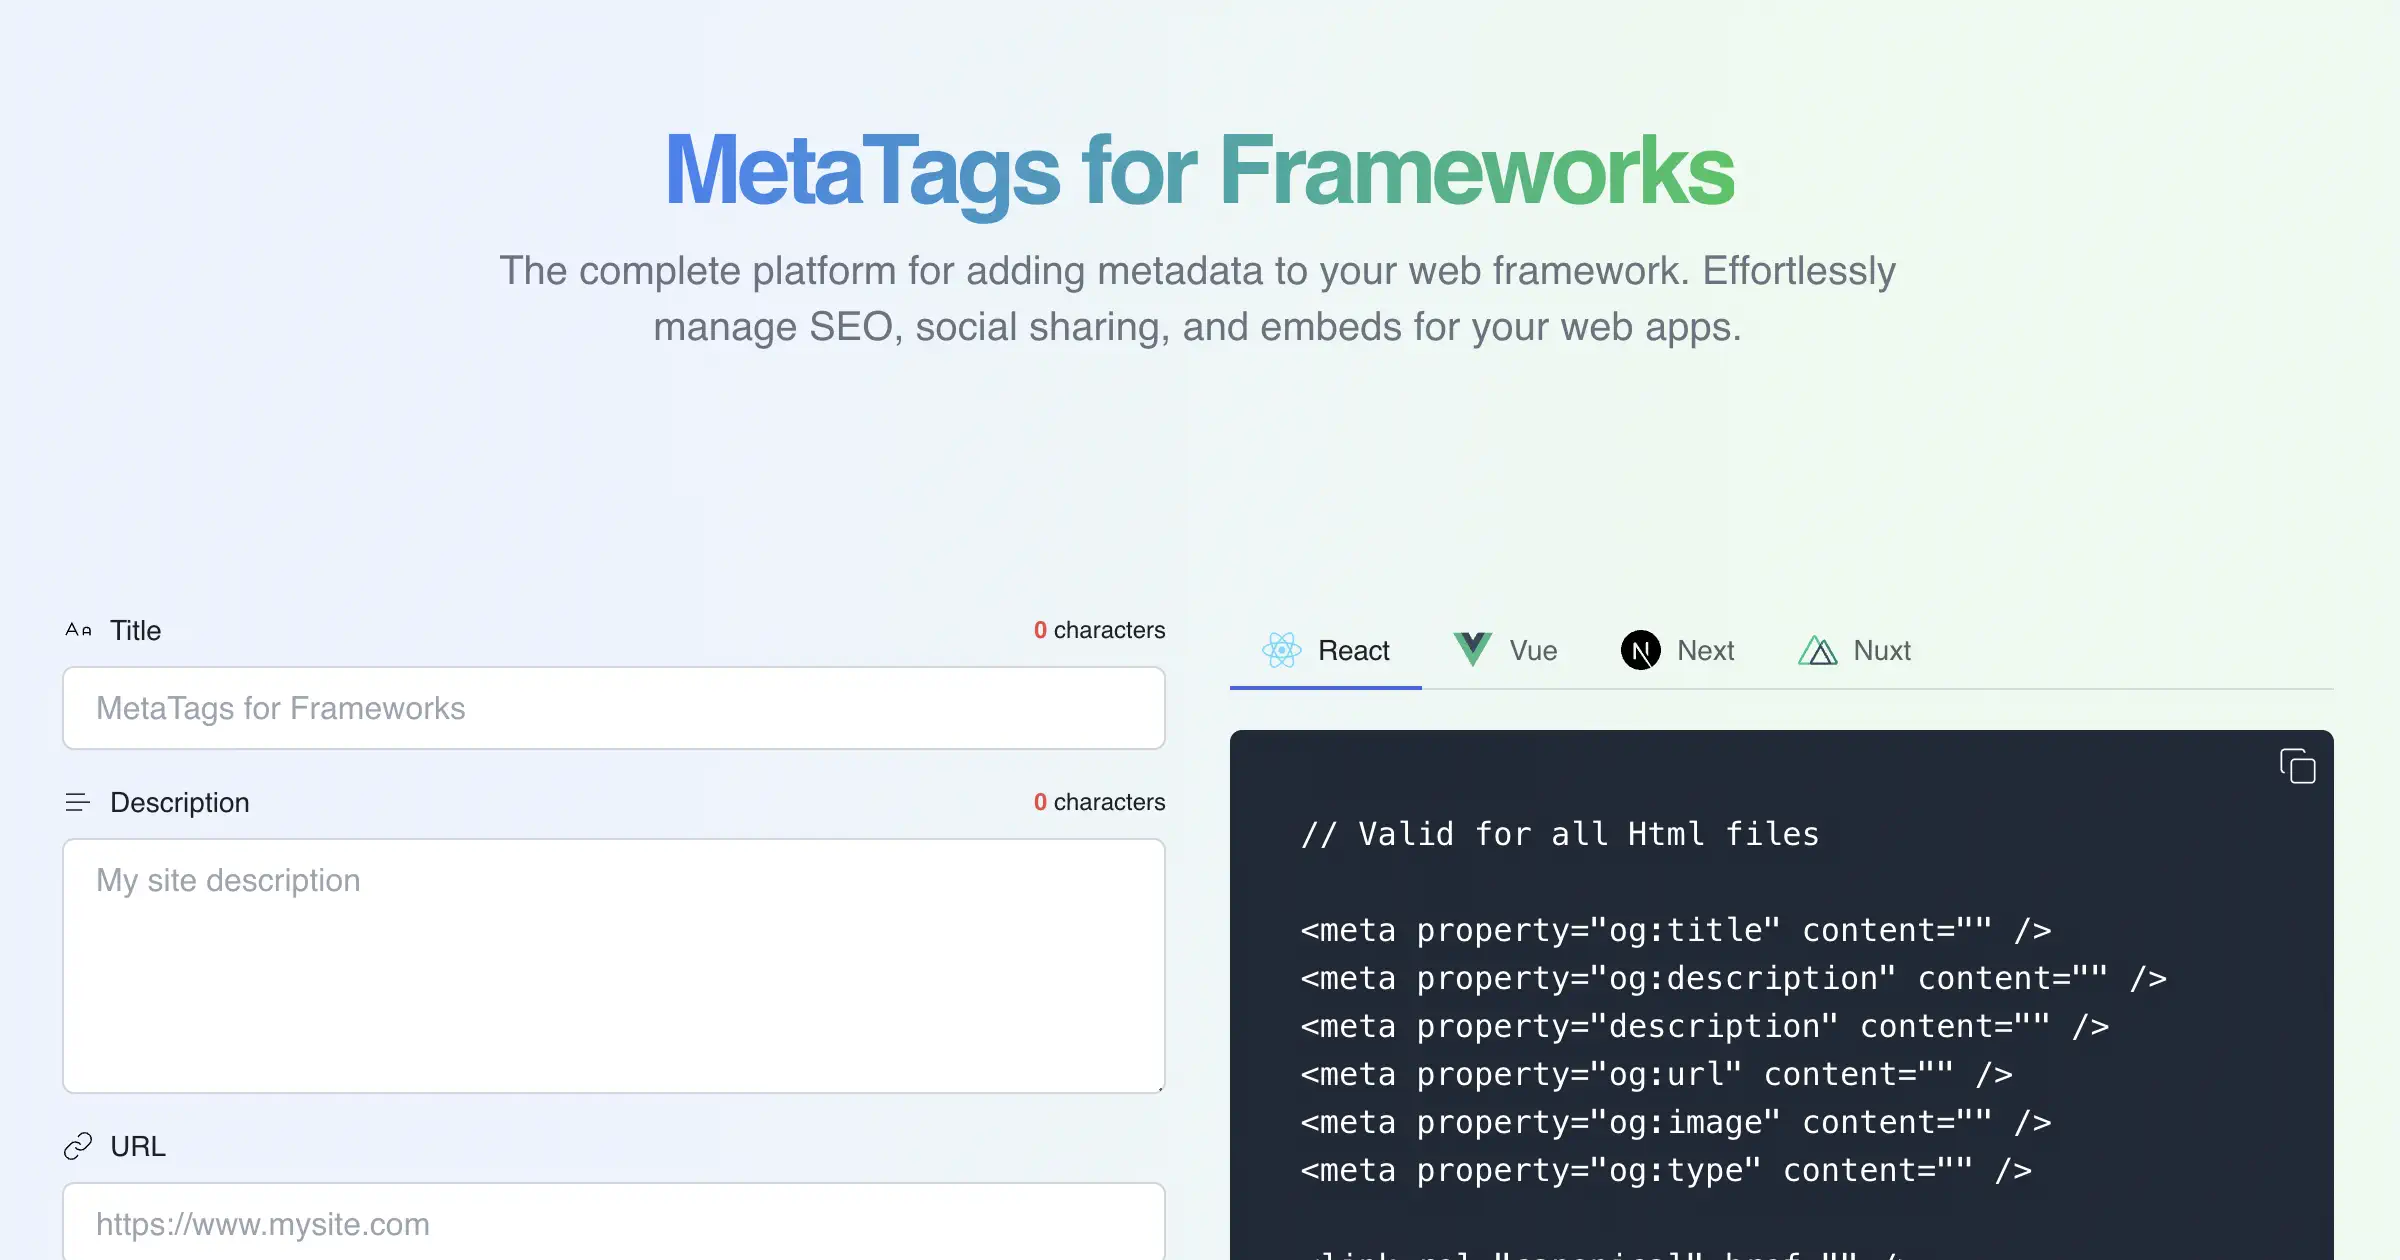 MetaTags for Frameworks
The complete platform for adding metadata to your web framework. Effortlessly
manage SEO, social sharing, and embeds for your web apps.
Title
0 characters
MetaTags for Frameworks
Description
0 characters
My site description
URL
https://www.mysite.com
React
Vue
Next
Nuxt
// Valid for all Html files
<meta property="og:title" content="" />
<meta property="og:description" content="" />
<meta property="description" content="" />
<meta property="og:url" content="" />
<meta property="og:image" content="" />
<meta property="og:type" content="" />